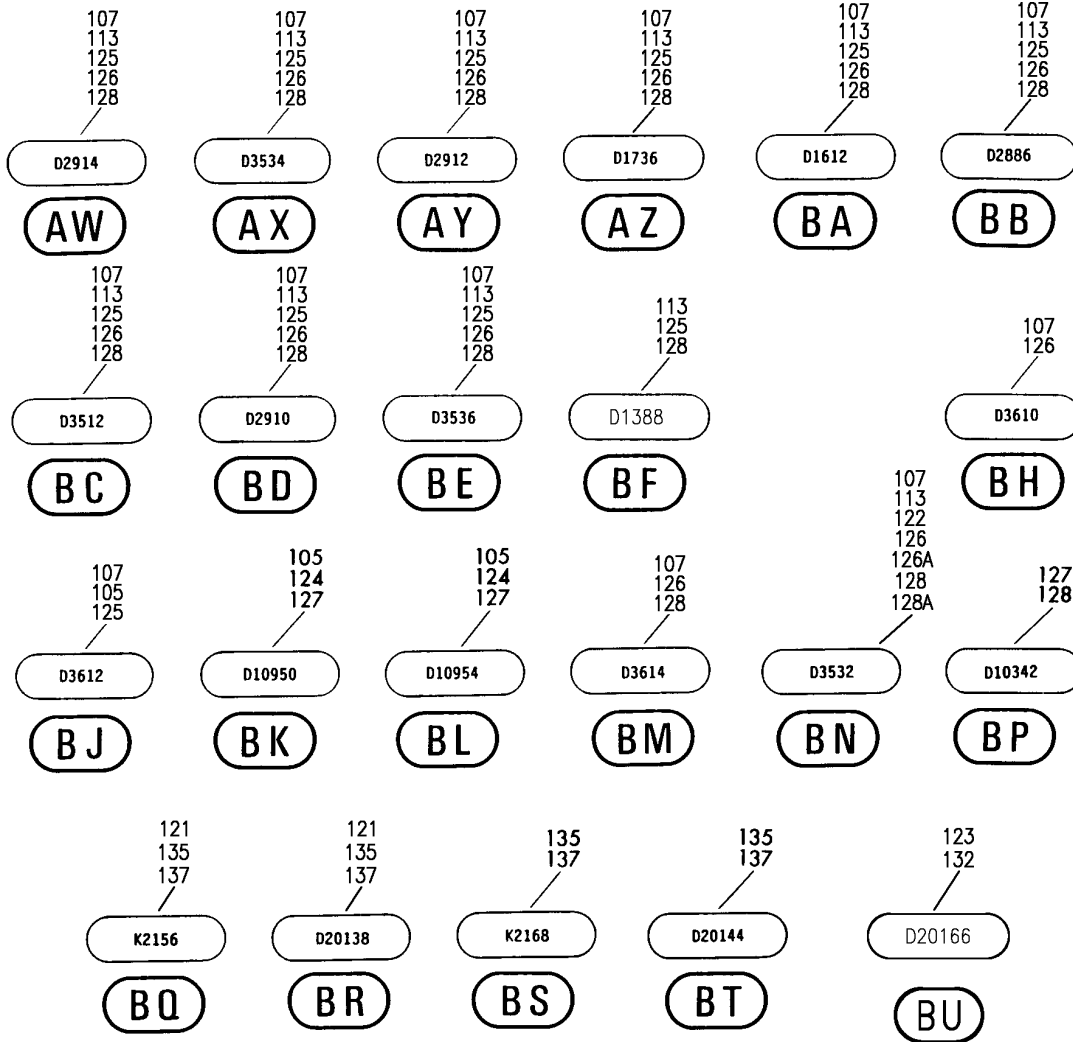 107
113
125
126
128
D2914
AW
107
113
125
126
128
D3534
AX
107
113
125
126
128
D2912
AY
107
113
125
126
128
D1736
AZ
107
113
125
126
128
D1612
BA
107
113
125
126
128
D2886
BB
107
113
125
126
128
D3512
BC
107
113
125
126
128
D2910
BD
107
113
125
126
128
D3536
BE
113
125
128
D1388
BF
107
126
D3610
BH
107
105
125
D3612
BJ
105
124
127
D10950
BK
105
124
127
D10954
BL
107
126
128
D3614
BM
107
113
122
126
126A
128
128A
D3532
BN
127
128
D10342
BP
121
135
137
K2156
BQ
121
135
137
D20138
BR
135
137
K2168
BS
135
137
D20144
BT
123
132
D20166
BU